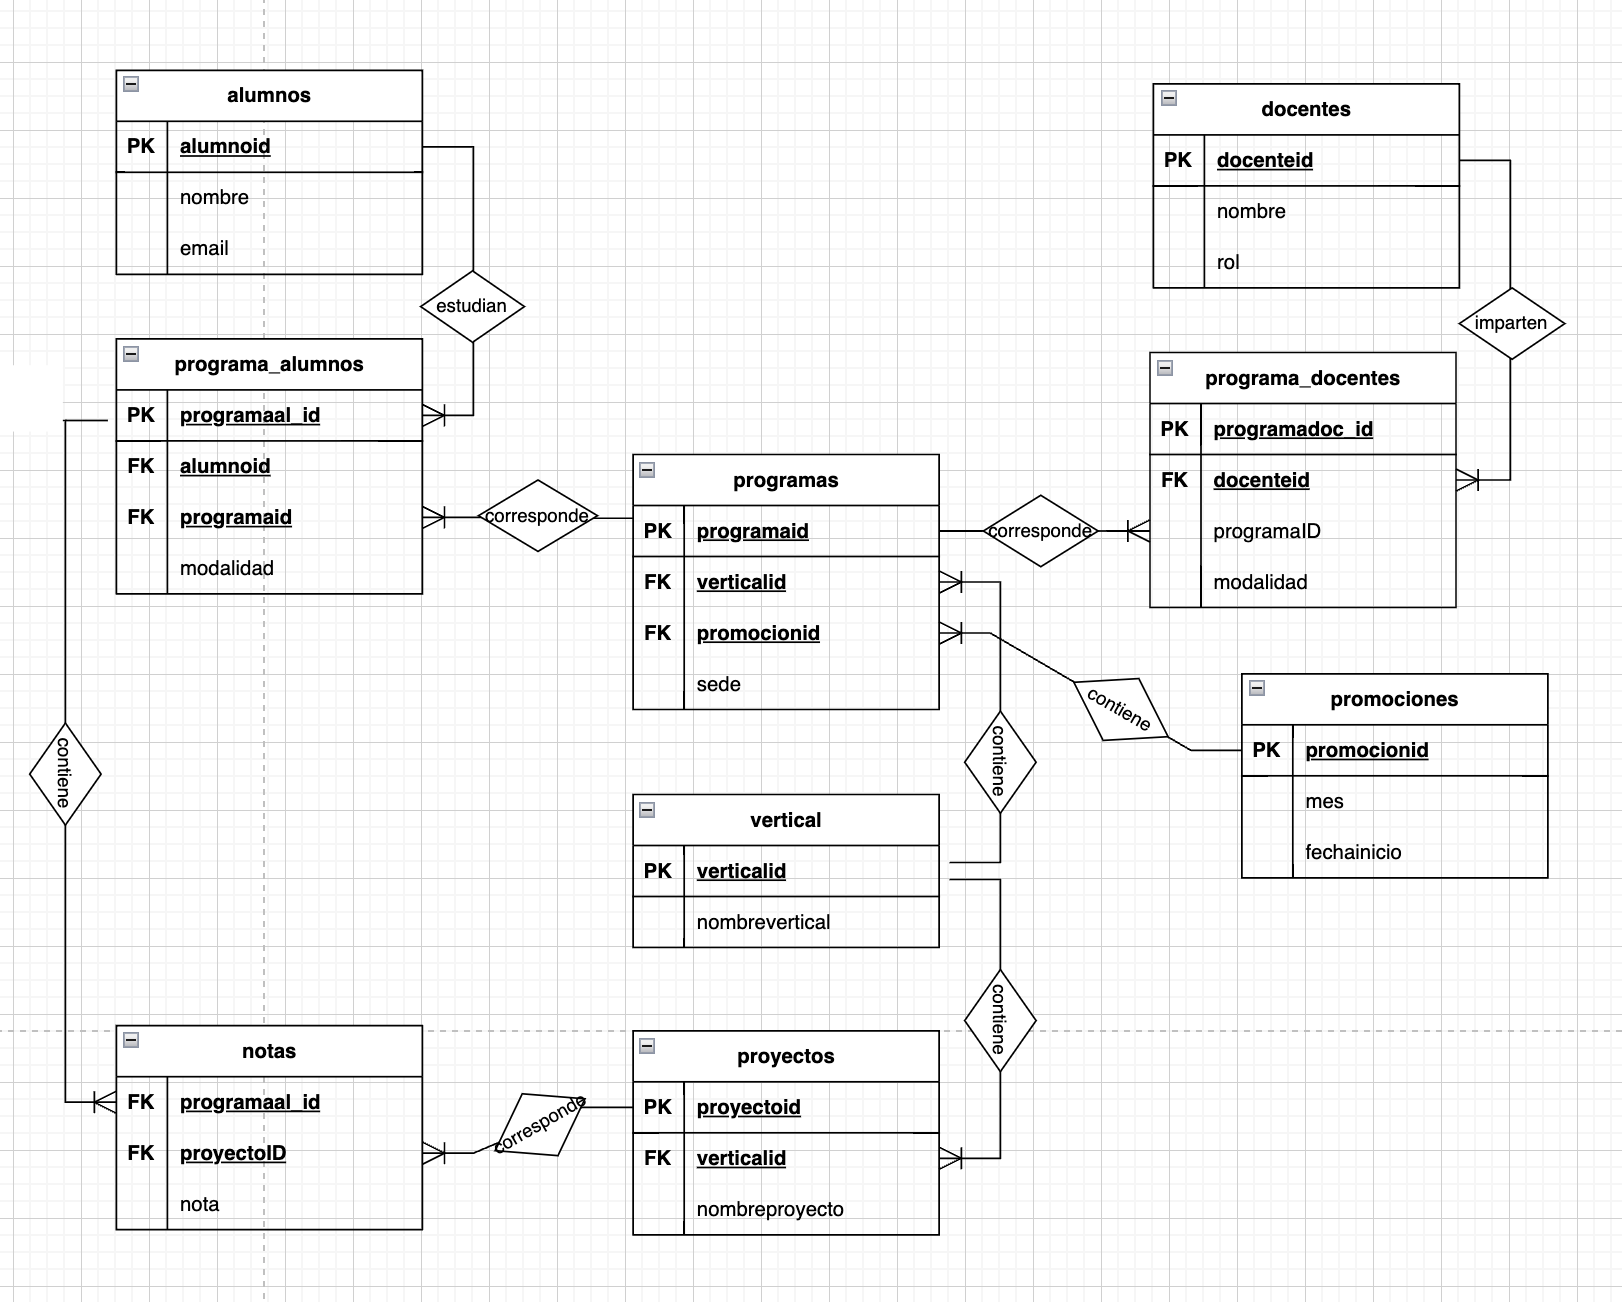 alumnos
PK alumnoid
nombre
email
docentes
PK docenteid
nombre
rol
estudian
imparten
programa_alumnos
PK programaal_id
FK alumnoid
FK programaid
modalidad
corresponde
programas
PK programaid
FK verticalid
FK promocionid
sede
corresponde
programa_docentes
PK programadoc_id
FK docenteid
programaID
modalidad
contiene
promociones
PK promocionid
mes
fechainicio
contiene
contiene
vertical
PK verticalid
nombrevertical
contiene
notas
FK programaal_id
FK proyectoID
nota
corresponde
proyectos
PK proyectoid
FK verticalid
nombreproyecto